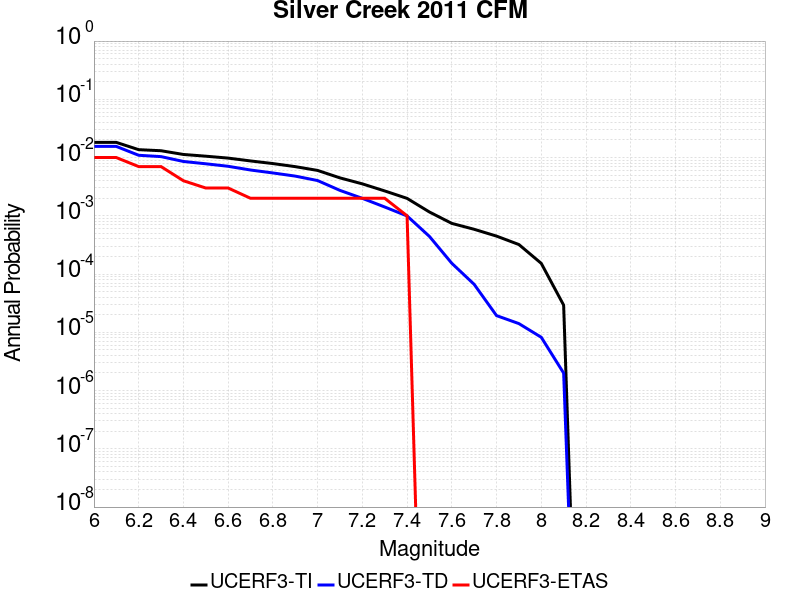 Silver Creek 2011 CFM
10^0
10^-1
10^-2
10^-3
10^-4
10^-5
10^-6
10^-7
10^-8
Annual Probability
6 6.2 6.4 6.6 6.8 7 7.2 7.4 7.6 7.8 8 8.2 8.4 8.6 8.8 9
Magnitude
UCERF3-TI UCERF3-TD UCERF3-ETAS